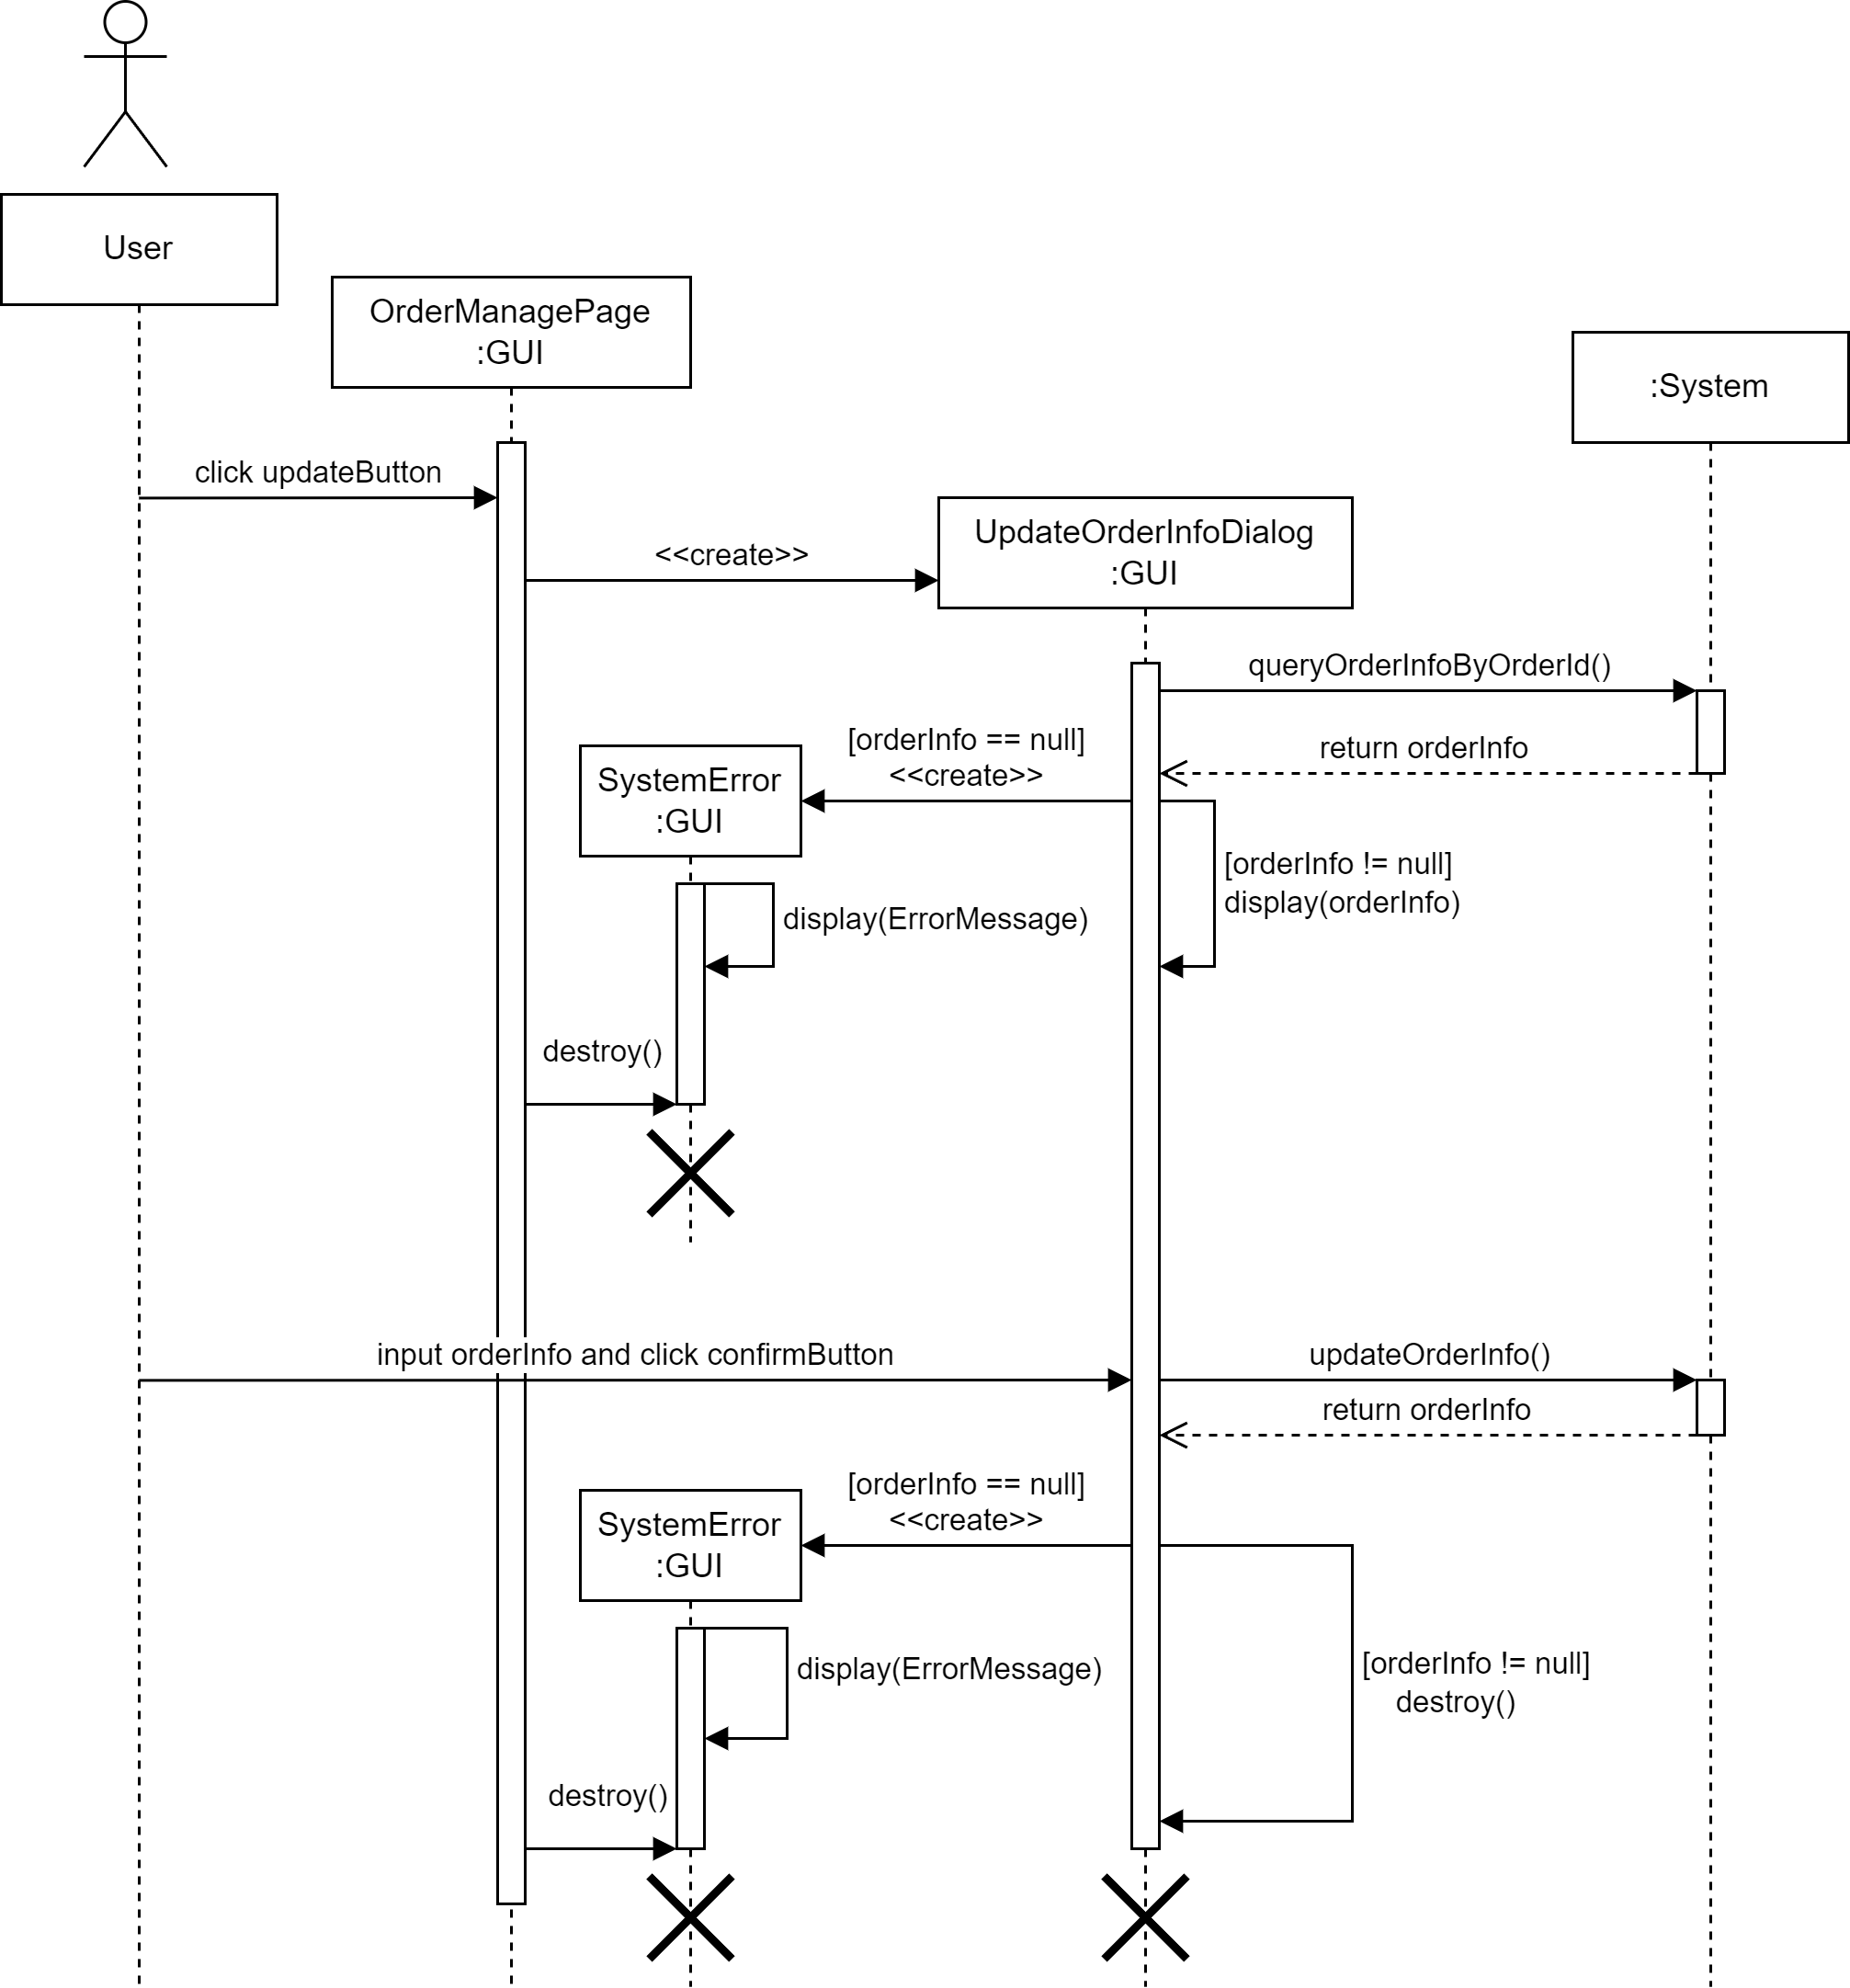 User
OrderManagePage
:GUI
:System
click updateButton
UpdateOrderInfoDialog
:GUI
<<create>>
queryOrderInfoByOrderId()
return orderInfo
[orderInfo == null]
<<create>>
SystemError
:GUI
[orderInfo != null]
display(orderInfo)
display(ErrorMessage)
destroy()
input orderInfo and click confirmButton
updateOrderInfo()
return orderInfo
[orderInfo == null]
<<create>>
SystemError
:GUI
display(ErrorMessage)
[orderInfo != null]
destroy()
destroy()